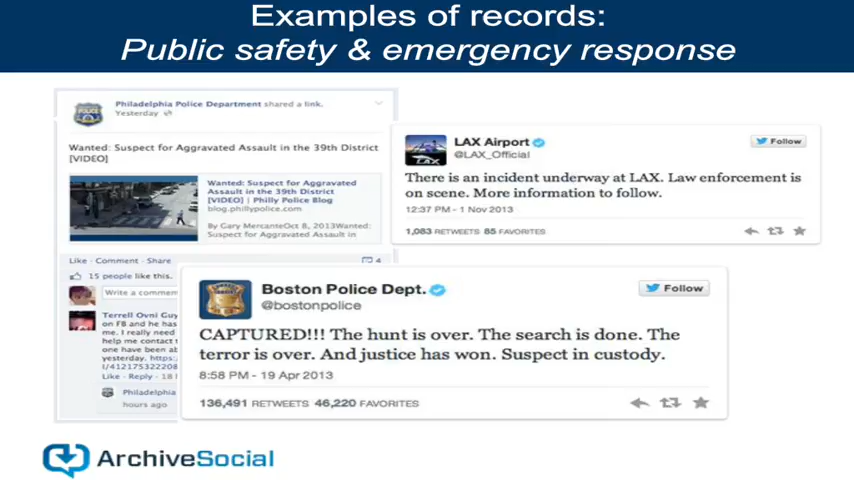 Examples of records:
Public safety & emergency response
Philadelphia Police Department shared a link.
Yesterday
Wanted: Suspect for Aggravated Assault in the 39th District
[VIDEO]
Wanted: Suspect for Aggravated
Assault in the 39th District
[VIDEO] | Philly Police Blog
blog.phillypolice.com
By Gary MercanteOct 8, 2013Wanted:
Suspect for Aggravated Assault in
Like · Comment · Share
4
15 people like this.
Write a commen
Terrell Ovni Guy
on FB and he has
me. I really need
help me contact t
one have been ab
yesterday. https:
l/41217532208
Like · Reply · 18
Philadelphia
hours ago
LAX Airport
@LAX_Official
Follow
There is an incident underway at LAX. Law enforcement is
on scene. More information to follow.
12:37 PM - 1 Nov 2013
1,083 RETWEETS 85 FAVORITES
Boston Police Dept.
@bostonpolice
Follow
CAPTURED!!! The hunt is over. The search is done. The
terror is over. And justice has won. Suspect in custody.
8:58 PM - 19 Apr 2013
136,491 RETWEETS 46,220 FAVORITES
ArchiveSocial